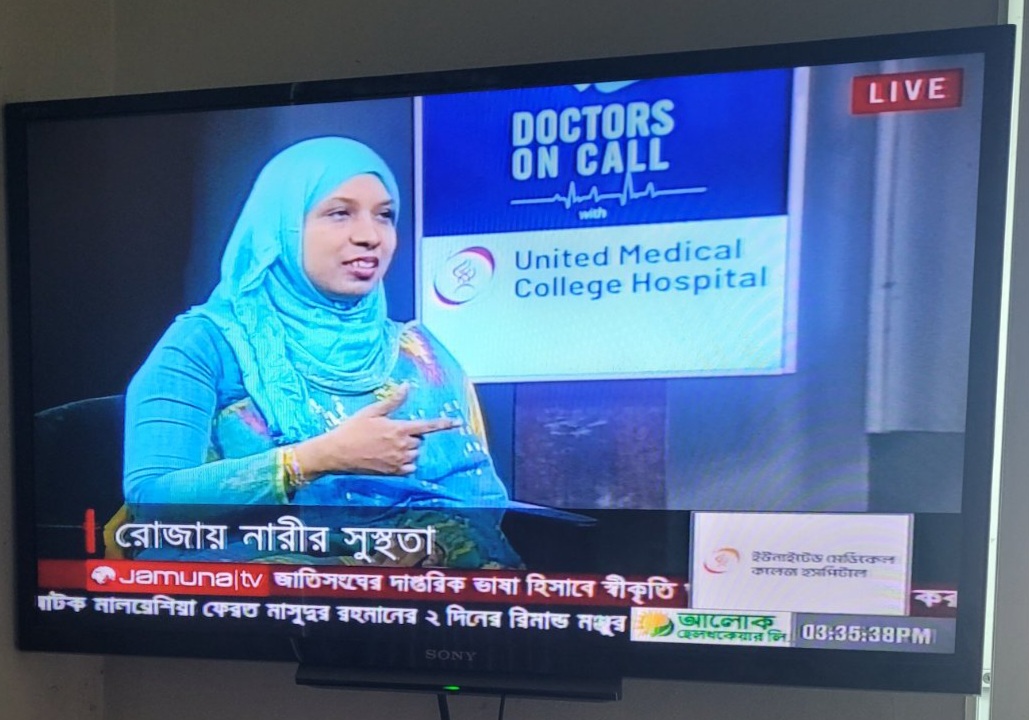 LIVE
DOCTORS
ON CALL
with
United Medical
College Hospital
রোজায় নারীর সুস্থতা
ইউনাইটেড মেডিকেল
কলেজ হসপিটাল
Jamuna|tv জাতিসংঘের দাপ্তরিক ভাষা হিসাবে স্বীকৃতি
মালয়েশিয়া ফেরত মাসুদুর রহমানের ২ দিনের রিমান্ড মঞ্জুর
আলোক
হেলথকেয়ার লি.
03:35:38PM
SONY